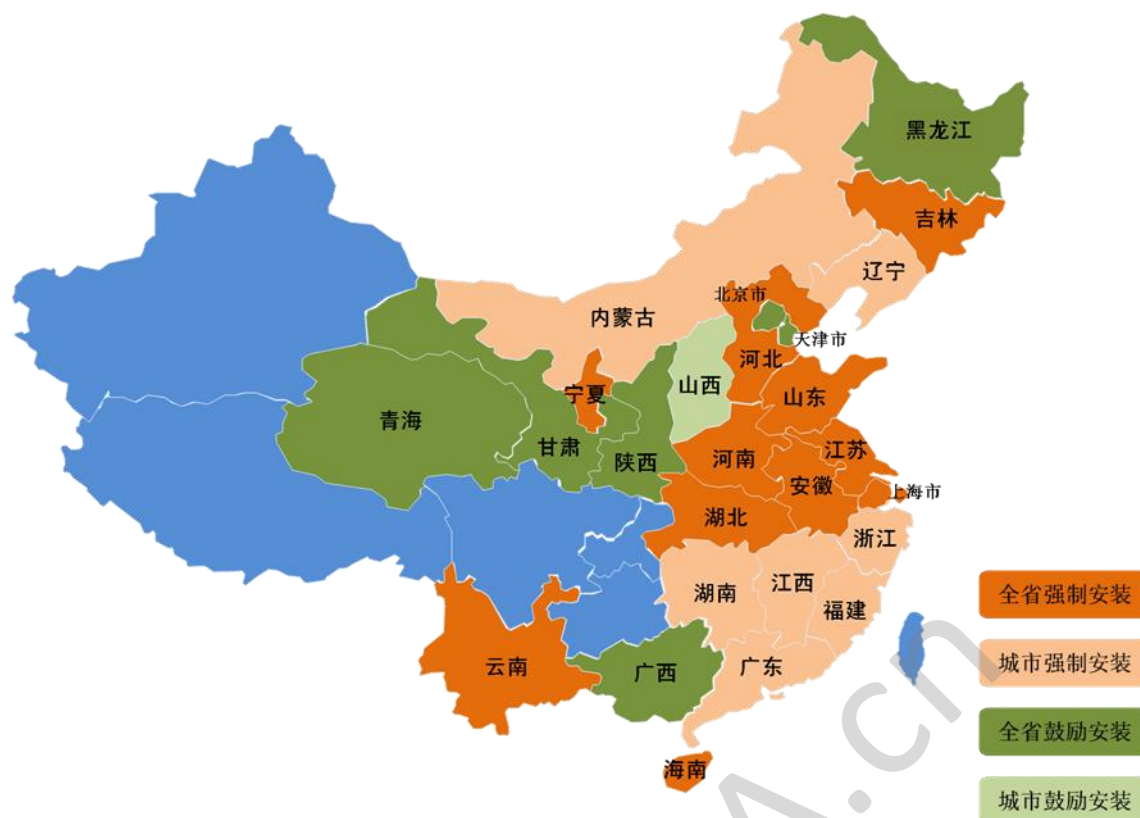 黑龙江
吉林
辽宁
北京市
内蒙古
天津市
河北
山西
宁夏
山东
青海
甘肃
陕西
河南
江苏
安徽
上海市
湖北
浙江
江西
湖南
福建
云南
广西
广东
海南
全省强制安装
城市强制安装
全省鼓励安装
城市鼓励安装
A.cn